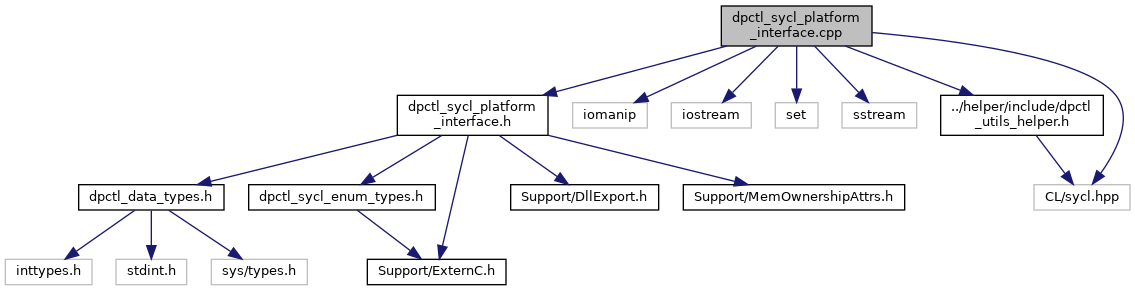 dpctl_sycl_platform
_interface.cpp
dpctl_sycl_platform
_interface.h
iomanip
iostream
set
sstream
../helper/include/dpctl
_utils_helper.h
dpctl_data_types.h
dpctl_sycl_enum_types.h
Support/DllExport.h
Support/MemOwnershipAttrs.h
CL/sycl.hpp
inttypes.h
stdint.h
sys/types.h
Support/ExternC.h